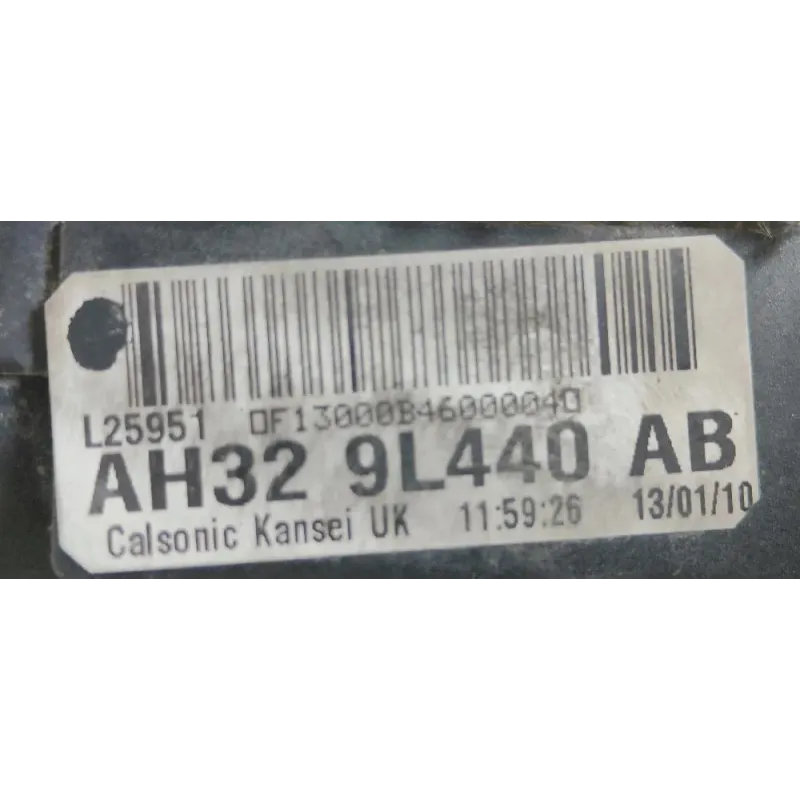 L25951 0F13000B46000040
AH32 9L440 AB
Calsonic Kansei UK 11:59:26 13/01/10